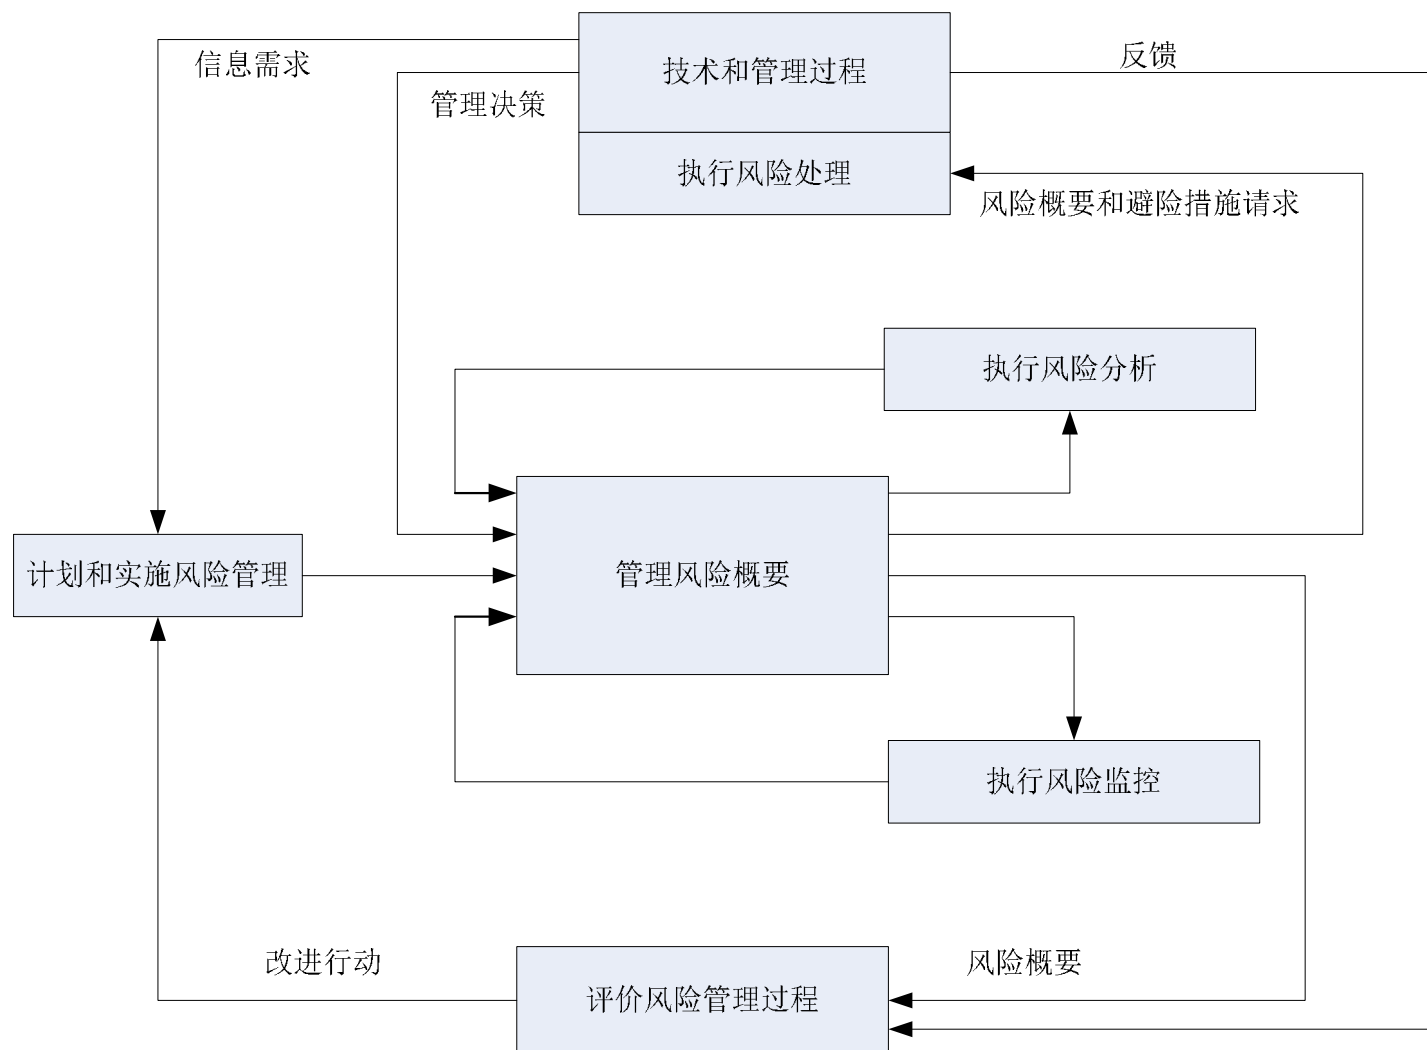 信息需求
技术和管理过程
反馈
管理决策
执行风险处理
风险概要和避险措施请求
执行风险分析
计划和实施风险管理
管理风险概要
执行风险监控
改进行动
风险概要
评价风险管理过程